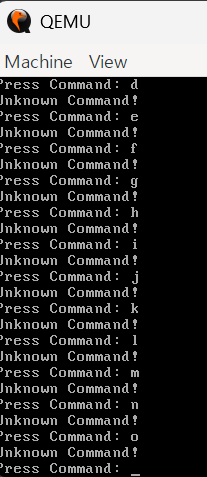 QEMU
Machine View
Press Command: d
Unknown Command!
Press Command: e
Unknown Command!
Press Command: f
Unknown Command!
Press Command: g
Unknown Command!
Press Command: h
Unknown Command!
Press Command: i
Unknown Command!
Press Command: j
Unknown Command!
Press Command: k
Unknown Command!
Press Command: l
Unknown Command!
Press Command: m
Unknown Command!
Press Command: n
Unknown Command!
Press Command: o
Unknown Command!
Press Command: _